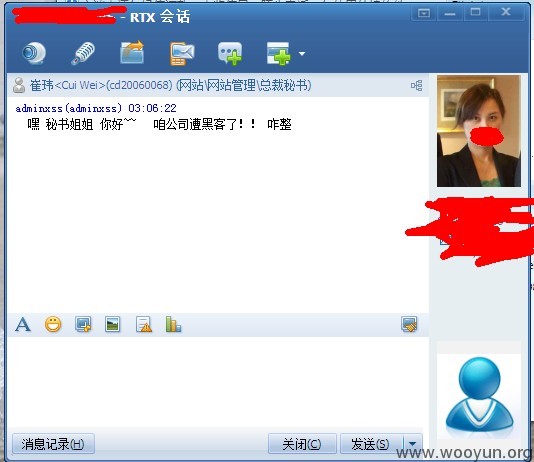 - RTX 会话
崔玮<Cui Wei>(cd20060068) (网站\网站管理\总裁秘书)
adminxss(adminxss) 03:06:22
嘿 秘书姐姐 你好~~ 咱公司遭黑客了！！ 咋整
A
消息记录(H)
关闭(C)
发送(S)
www.wooyun.org